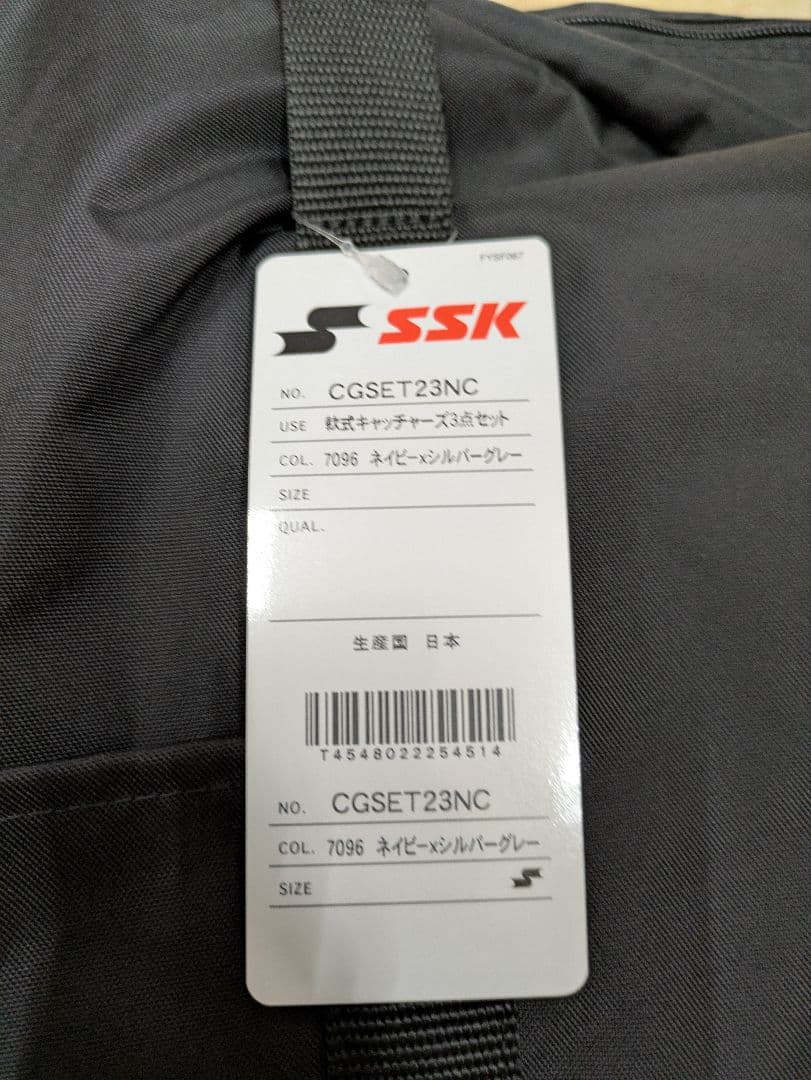 SSK
NO. CGSET23NC
USE 軟式キャッチャーズ3点セット
COL. 7096 ネイビーxシルバーグレー
SIZE
QUAL.
生産国 日本
T4548022254514
NO. CGSET23NC
COL. 7096 ネイビーxシルバーグレー
SIZE